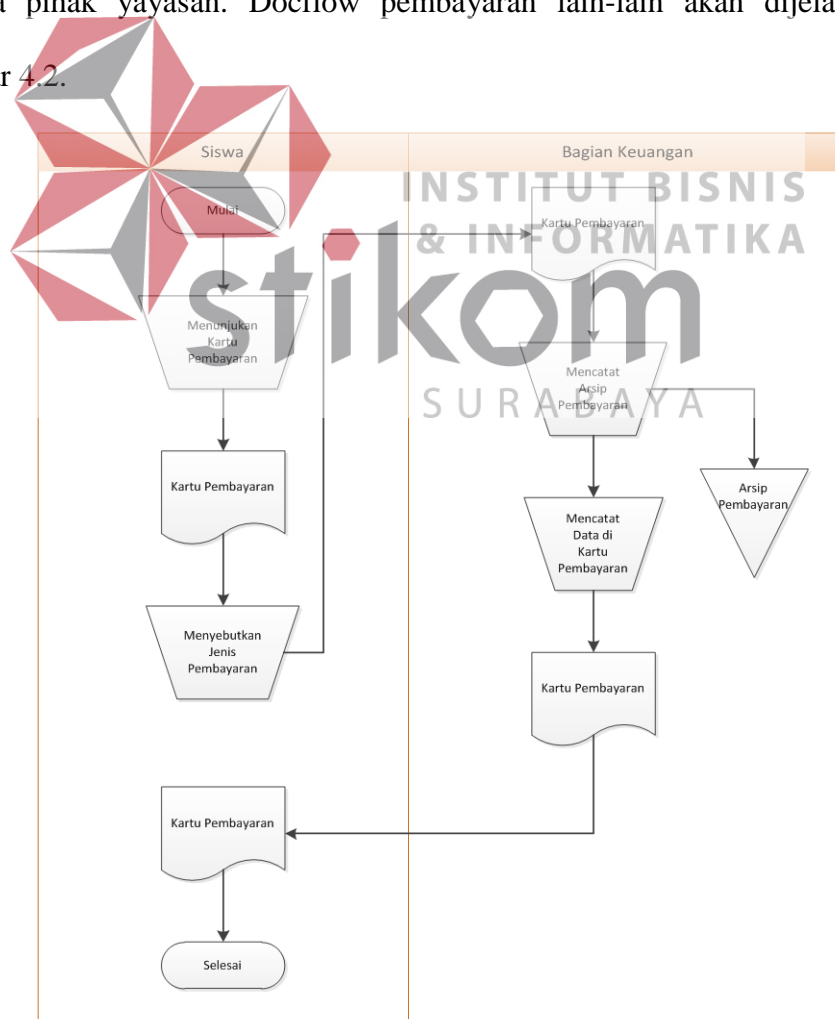 pihak yayasan. Docflow pembayaran lain-lain akan
4.2.
Siswa
Bagian Keuangan
INSTITUT BISNIS
& INFORMATIKA
stikom
SURABAYA
Mulai
Menunjukan
Kartu
Pembayaran
Kartu Pembayaran
Menyebutkan
Jenis
Pembayaran
Kartu Pembayaran
Mencatat
Arsip
Pembayaran
Arsip
Pembayaran
Mencatat
Data di
Kartu
Pembayaran
Kartu Pembayaran
Kartu Pembayaran
Selesai